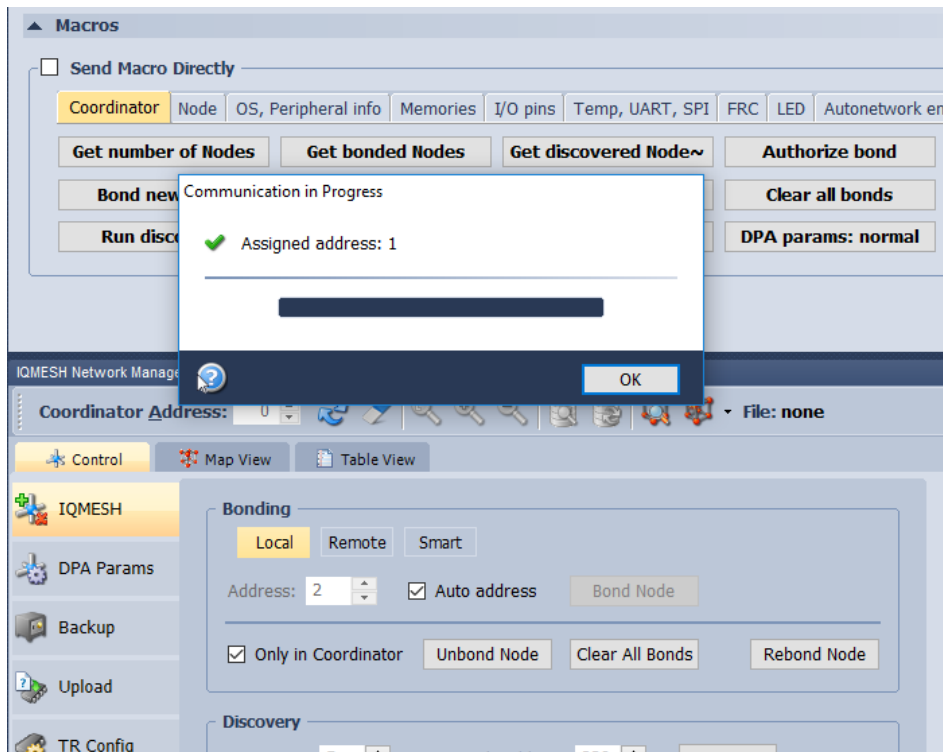 Macros
Send Macro Directly
Coordinator Node OS, Peripheral info Memories I/O pins Temp, UART, SPI FRC LED Autonetwork
Get number of Nodes Get bonded Nodes Get discovered Node~ Authorize bond
Bond new Clear all bonds
Run DPA params: normal
Communication in Progress
Assigned address: 1
OK
IQMESH Network
Coordinator Address: 0 File: none
Control Map View Table View
IQMESH
DPA Params
Backup
Upload
TR Config
Bonding
Local Remote Smart
Address: 2 Auto address Bond Node
Only in Coordinator Unbond Node Clear All Bonds Rebond Node
Discovery